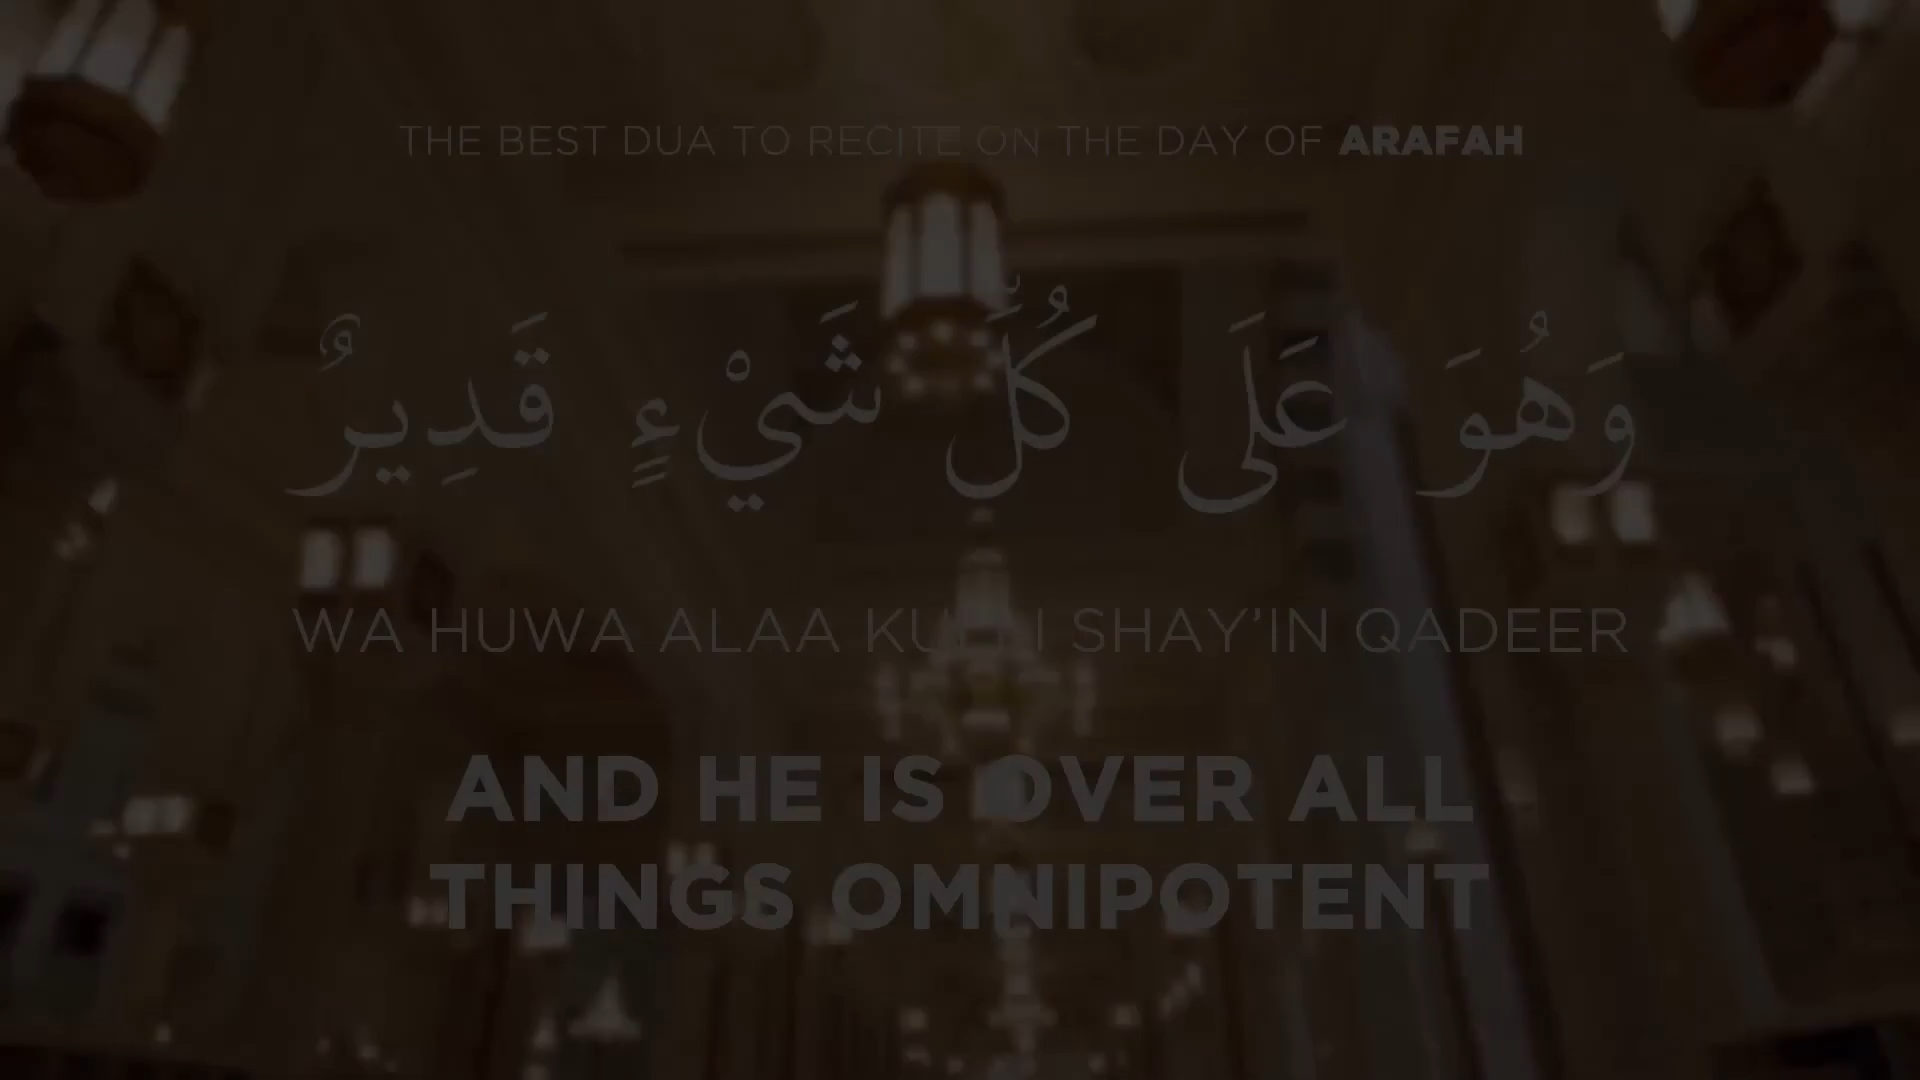 THE BEST DUA TO RECITE ON THE DAY OF ARAFAH
وَهُوَ عَلَى كُلِّ شَيْءٍ قَدِيرٌ
WA HUWA ALAA KULLI SHAY'IN QADEER
AND HE IS OVER ALL
THINGS OMNIPOTENT